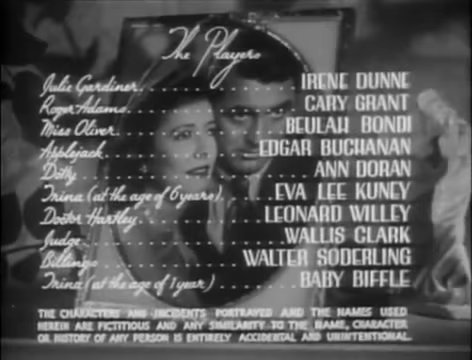 The Players
Julie Gardiner.............IRENE DUNNE
Roger Adams.............CARY GRANT
Miss Oliver.............BEULAH BONDI
Applejack.............EDGAR BUCHANAN
Dotty.............ANN DORAN
Trina (at the age of 6 years).......EVA LEE KUNEY
Doctor Hartley.............LEONARD WILLEY
Judge.............WALLIS CLARK
Billings.............WALTER SODERLING
Trina (at the age of 1 year).......BABY BIFFLE
THE CHARACTERS AND INCIDENTS PORTRAYED AND THE NAMES USED
HEREIN ARE FICTITIOUS AND ANY SIMILARITY TO THE NAME, CHARACTER
OR HISTORY OF ANY PERSON IS ENTIRELY ACCIDENTAL AND UNINTENTIONAL.